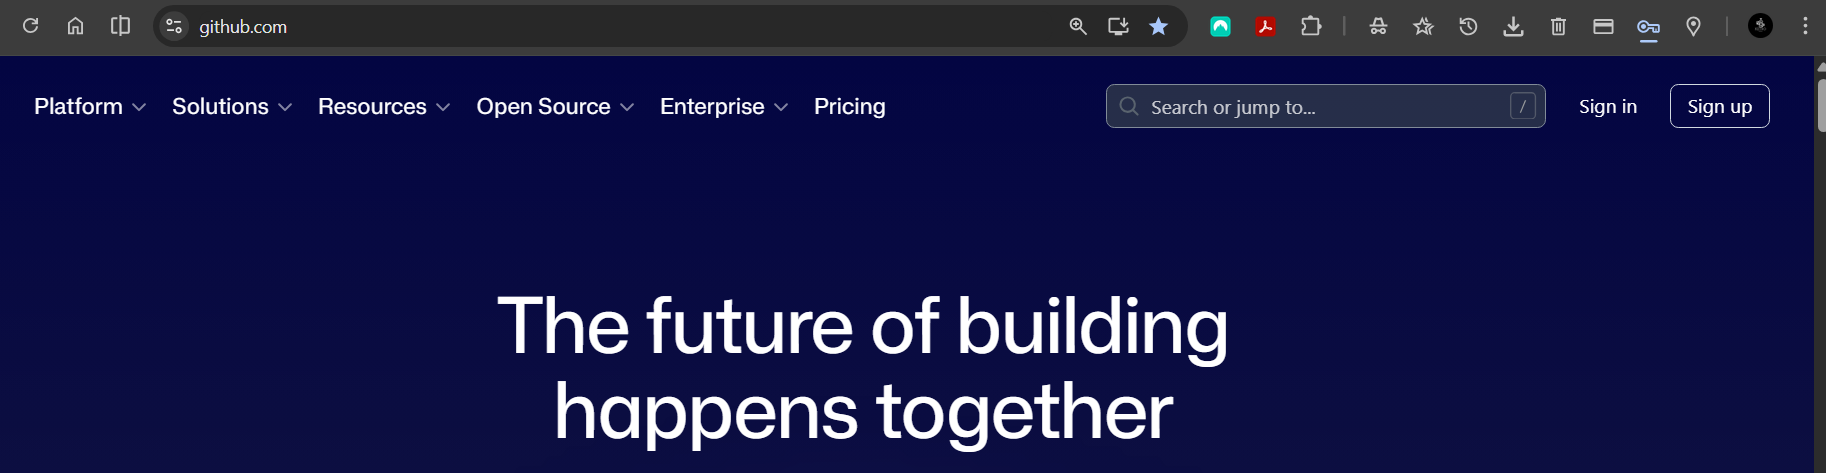 github.com
Platform Solutions Resources Open Source Enterprise Pricing Search or jump to... / Sign in Sign up
The future of building
happens together